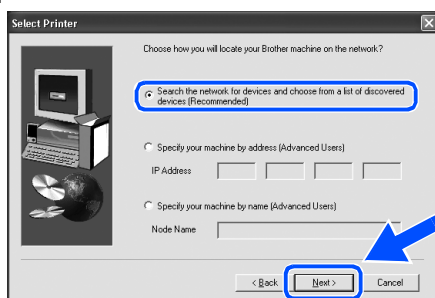 Select Printer
Choose how you will locate your Brother machine on the network?
Search the network for devices and choose from a list of discovered
devices (Recommended)
Specify your machine by address (Advanced Users)
IP Address
Specify your machine by name (Advanced Users)
Node Name
< Back
Next >
Cancel